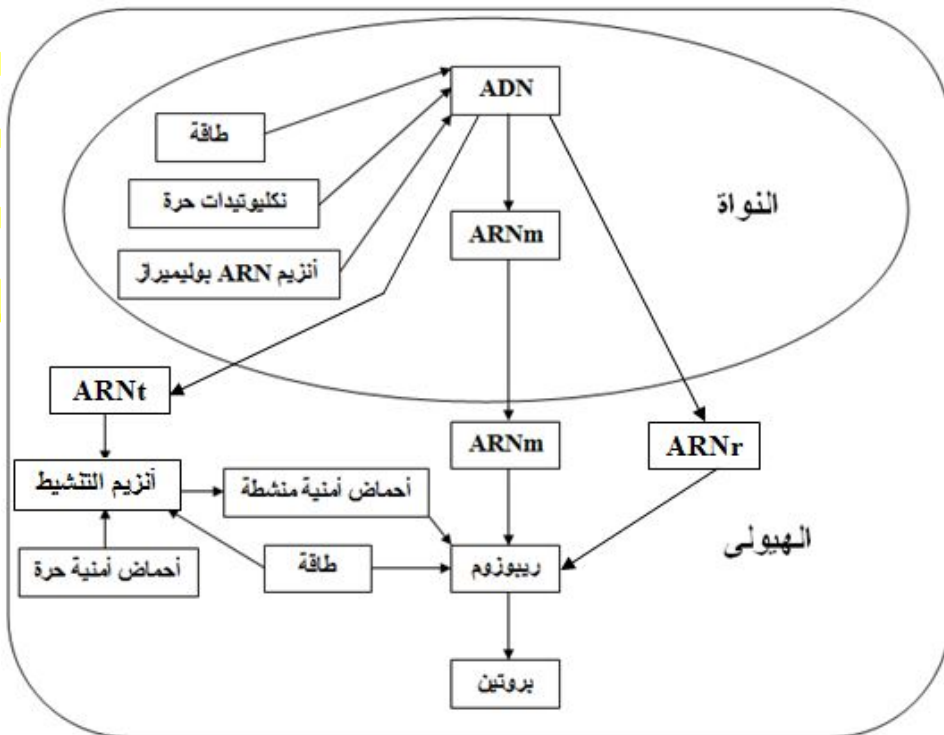 ADN
طاقة
نكليوتيدات حرة
النواة
ARNm
أنزيم ARN بوليميراز
ARNt
ARNm
ARNr
أنزيم التنشيط
أحماض أمنية منشطة
الهيولى
أحماض أمنية حرة
طاقة
ريبوزوم
بروتين